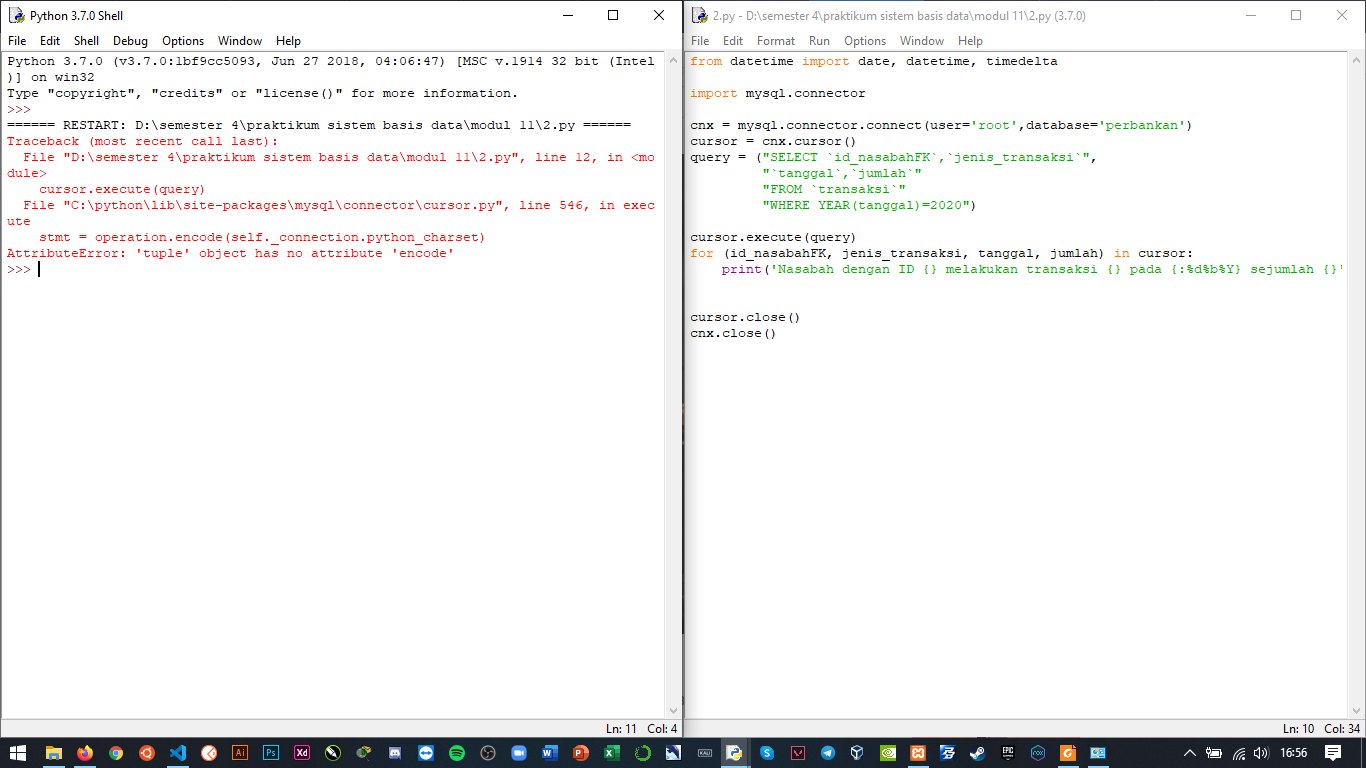 Python 3.7.0 Shell
File Edit Shell Debug Options Window Help
Python 3.7.0 (v3.7.0:1bf9cc5093, Jun 27 2018, 04:06:47) [MSC v.1914 32 bit (Intel
)] on win32
Type "copyright", "credits" or "license()" for more information.
>>>
====== RESTART: D:\semester 4\praktikum sistem basis data\modul 11\2.py ======
Traceback (most recent call last):
  File "D:\semester 4\praktikum sistem basis data\modul 11\2.py", line 12, in <mo
dule>
    cursor.execute(query)
  File "C:\python\lib\site-packages\mysql\connector\cursor.py", line 546, in exec
ute
    stmt = operation.encode(self._connection.python_charset)
AttributeError: 'tuple' object has no attribute 'encode'
>>>
Ln: 11 Col: 4
2.py - D:\semester 4\praktikum sistem basis data\modul 11\2.py (3.7.0)
File Edit Format Run Options Window Help
from datetime import date, datetime, timedelta
import mysql.connector
cnx = mysql.connector.connect(user='root',database='perbankan')
cursor = cnx.cursor()
query = ("SELECT `id_nasabahFK`,`jenis_transaksi`",
         "`tanggal`,`jumlah`"
         "FROM `transaksi`"
         "WHERE YEAR(tanggal)=2020")
cursor.execute(query)
for (id_nasabahFK, jenis_transaksi, tanggal, jumlah) in cursor:
    print('Nasabah dengan ID {} melakukan transaksi {} pada {:%d%b%Y} sejumlah {}'
cursor.close()
cnx.close()
Ln: 10 Col: 34
Ai Ps Xd KAU EPIC FOX 16:56